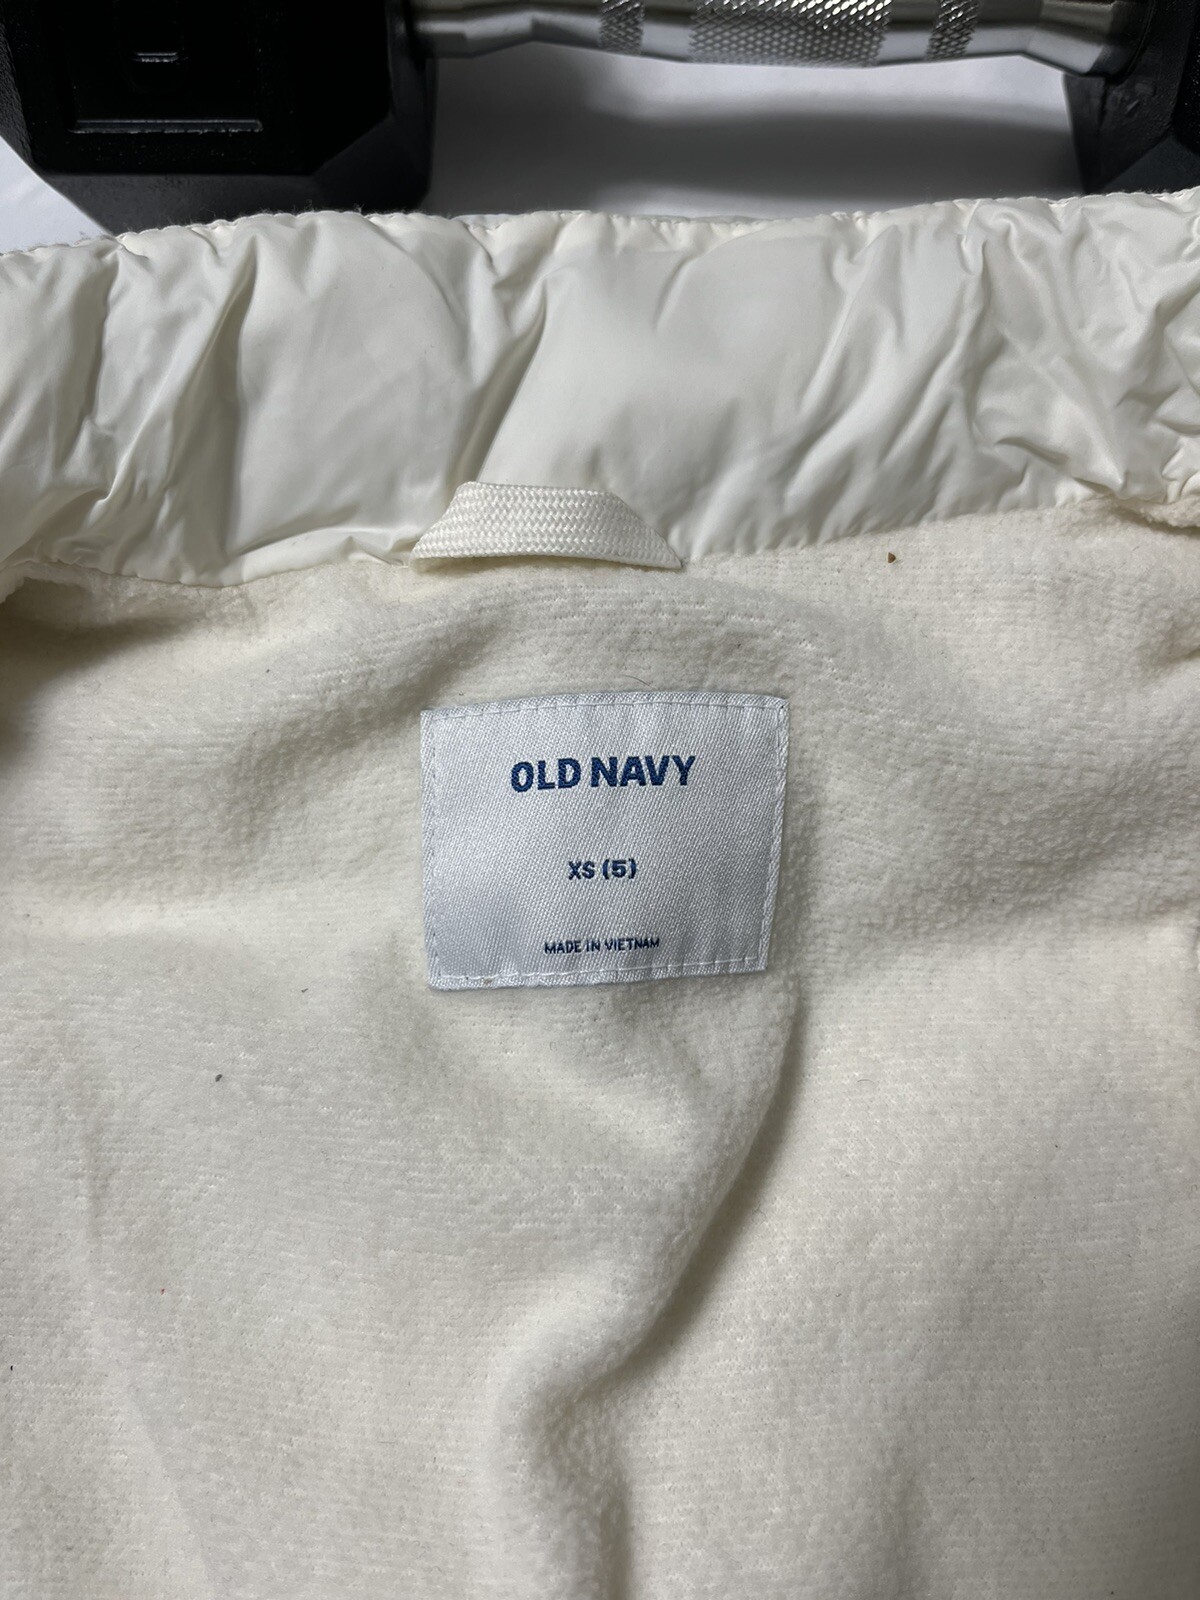 OLD NAVY
XS (5)
MADE IN VIETNAM